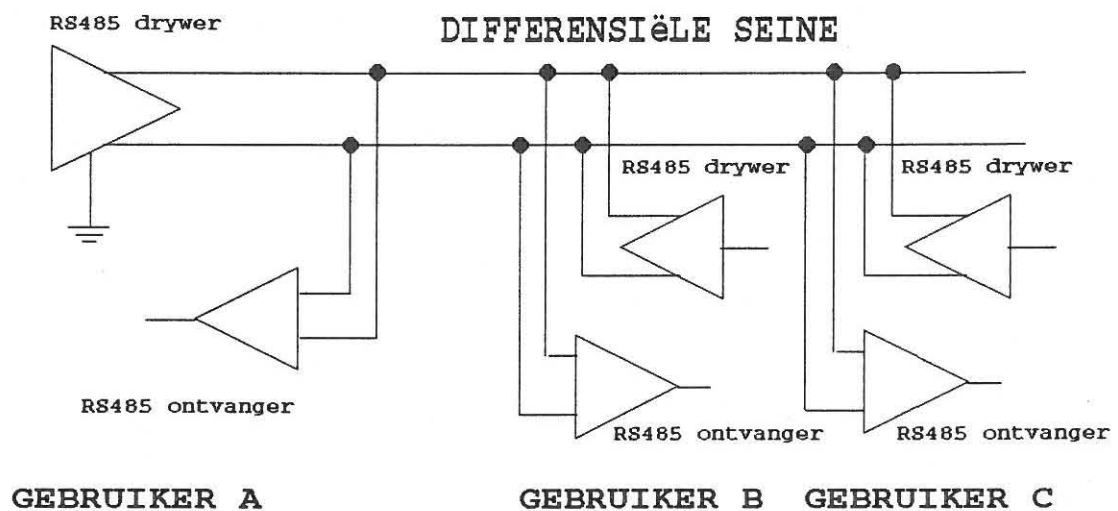 RS485 drywer
DIFFERENSIëLE SEINE
RS485 drywer
RS485 drywer
RS485 ontvanger
RS485 ontvanger
RS485 ontvanger
GEBRUIKER A
GEBRUIKER B
GEBRUIKER C